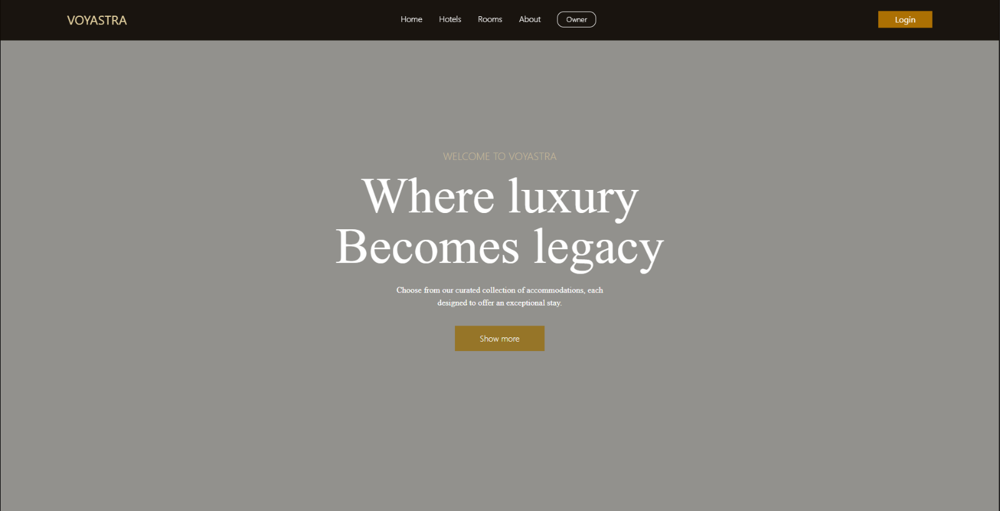 VOYASTRA
Home Hotels Rooms About Owner
Login
WELCOME TO VOYASTRA
Where luxury
Becomes legacy
Choose from our curated collection of accommodations, each
designed to offer an exceptional stay.
Show more